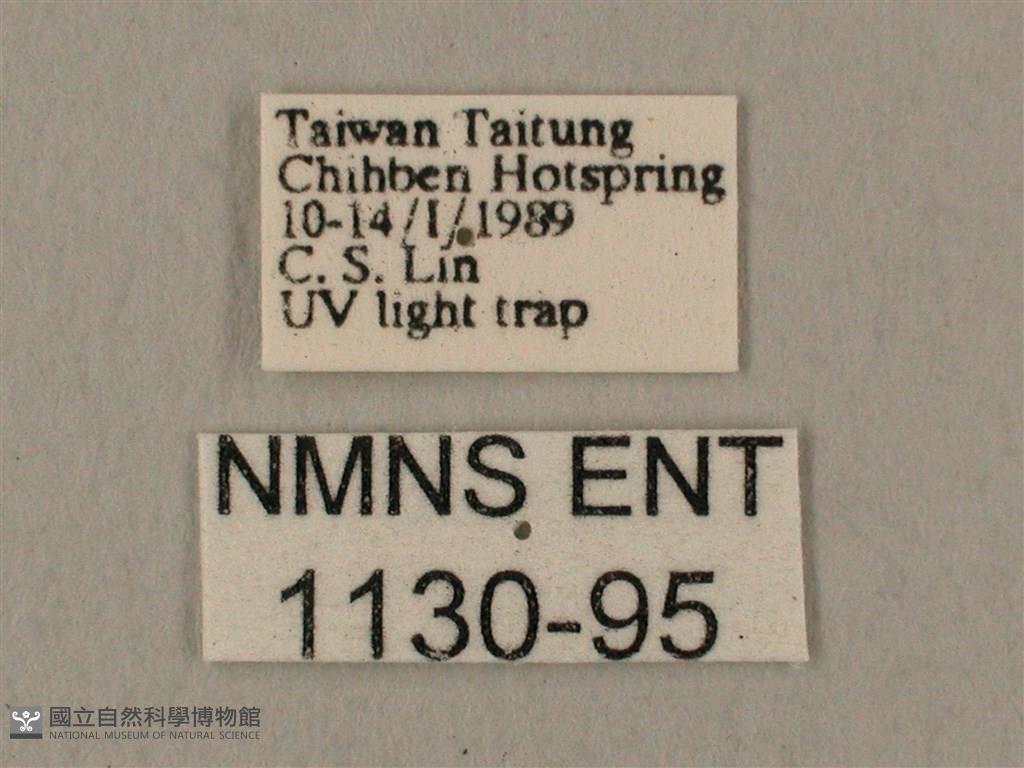 Taiwan Taitung
Chihben Hotspring
10-14/I/1989
C. S. Lin
UV light trap
NMNS ENT
1130-95
國立自然科學博物館
NATIONAL MUSEUM OF NATURAL SCIENCE